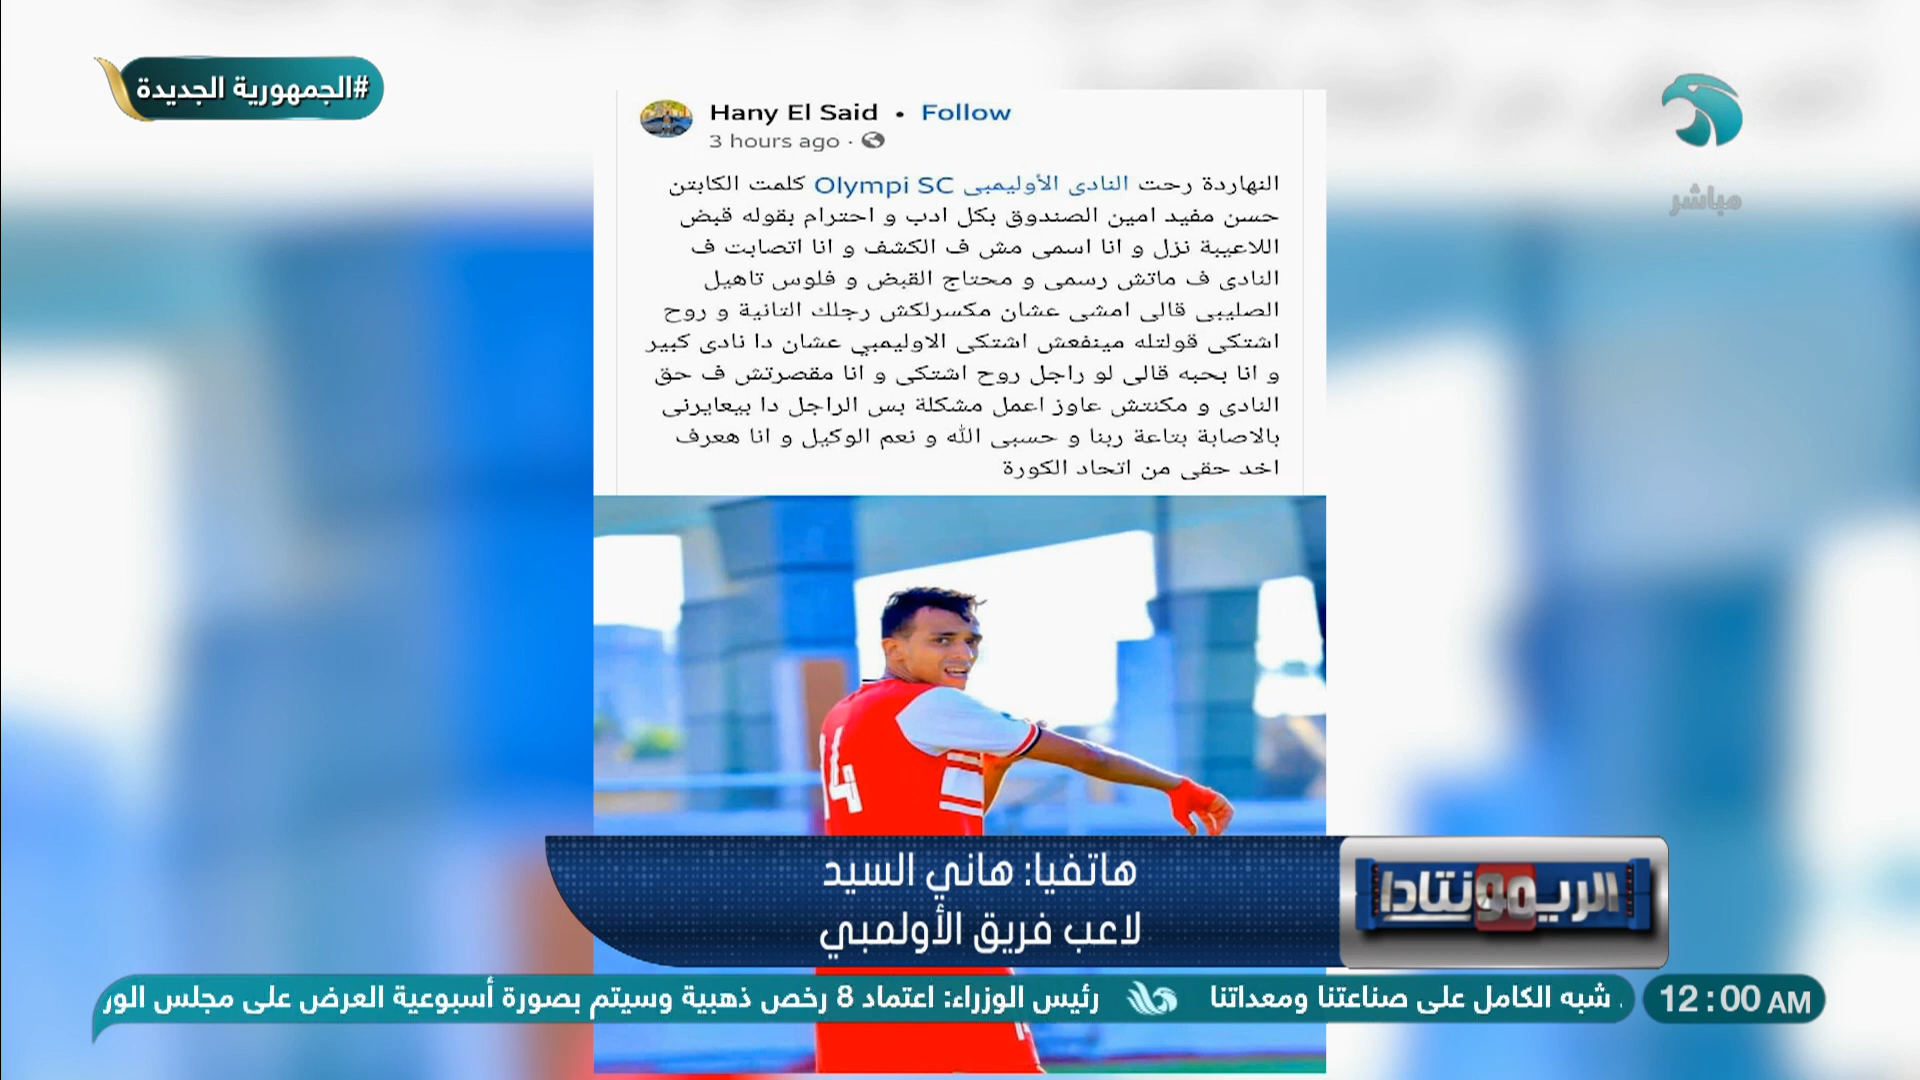 #الجمهورية الجديدة
مباشر
Hany El Said • Follow
3 hours ago ·
النهاردة رحت النادى الأوليمبى Olympi SC كلمت الكابتن
حسن مفيد امين الصندوق بكل ادب و احترام بقوله قبض
اللاعيبة نزل و انا اسمى مش ف الكشف و انا اتصابت ف
النادى ف ماتش رسمى و محتاج القبض و فلوس تاهيل
الصليبى قالى امشى عشان مكسرلكش رجلك التانية و روح
اشتكى قولتله مينفعش اشتكى الاوليمبي عشان دا نادى كبير
و انا بحبه قالى لو راجل روح اشتكى و انا مقصرتش ف حق
النادى و مكنتش عاوز اعمل مشكلة بس الراجل دا بيعايرنى
بالاصابة بتاعة ربنا و حسبى الله و نعم الوكيل و انا هعرف
اخد حقى من اتحاد الكورة
14
هاتفيا: هاني السيد
لاعب فريق الأولمبي
الريمونتادا
. شبه الكامل على صناعتنا ومعداتنا رئيس الوزراء: اعتماد 8 رخص ذهبية وسيتم بصورة أسبوعية العرض على مجلس الور
12:00 AM